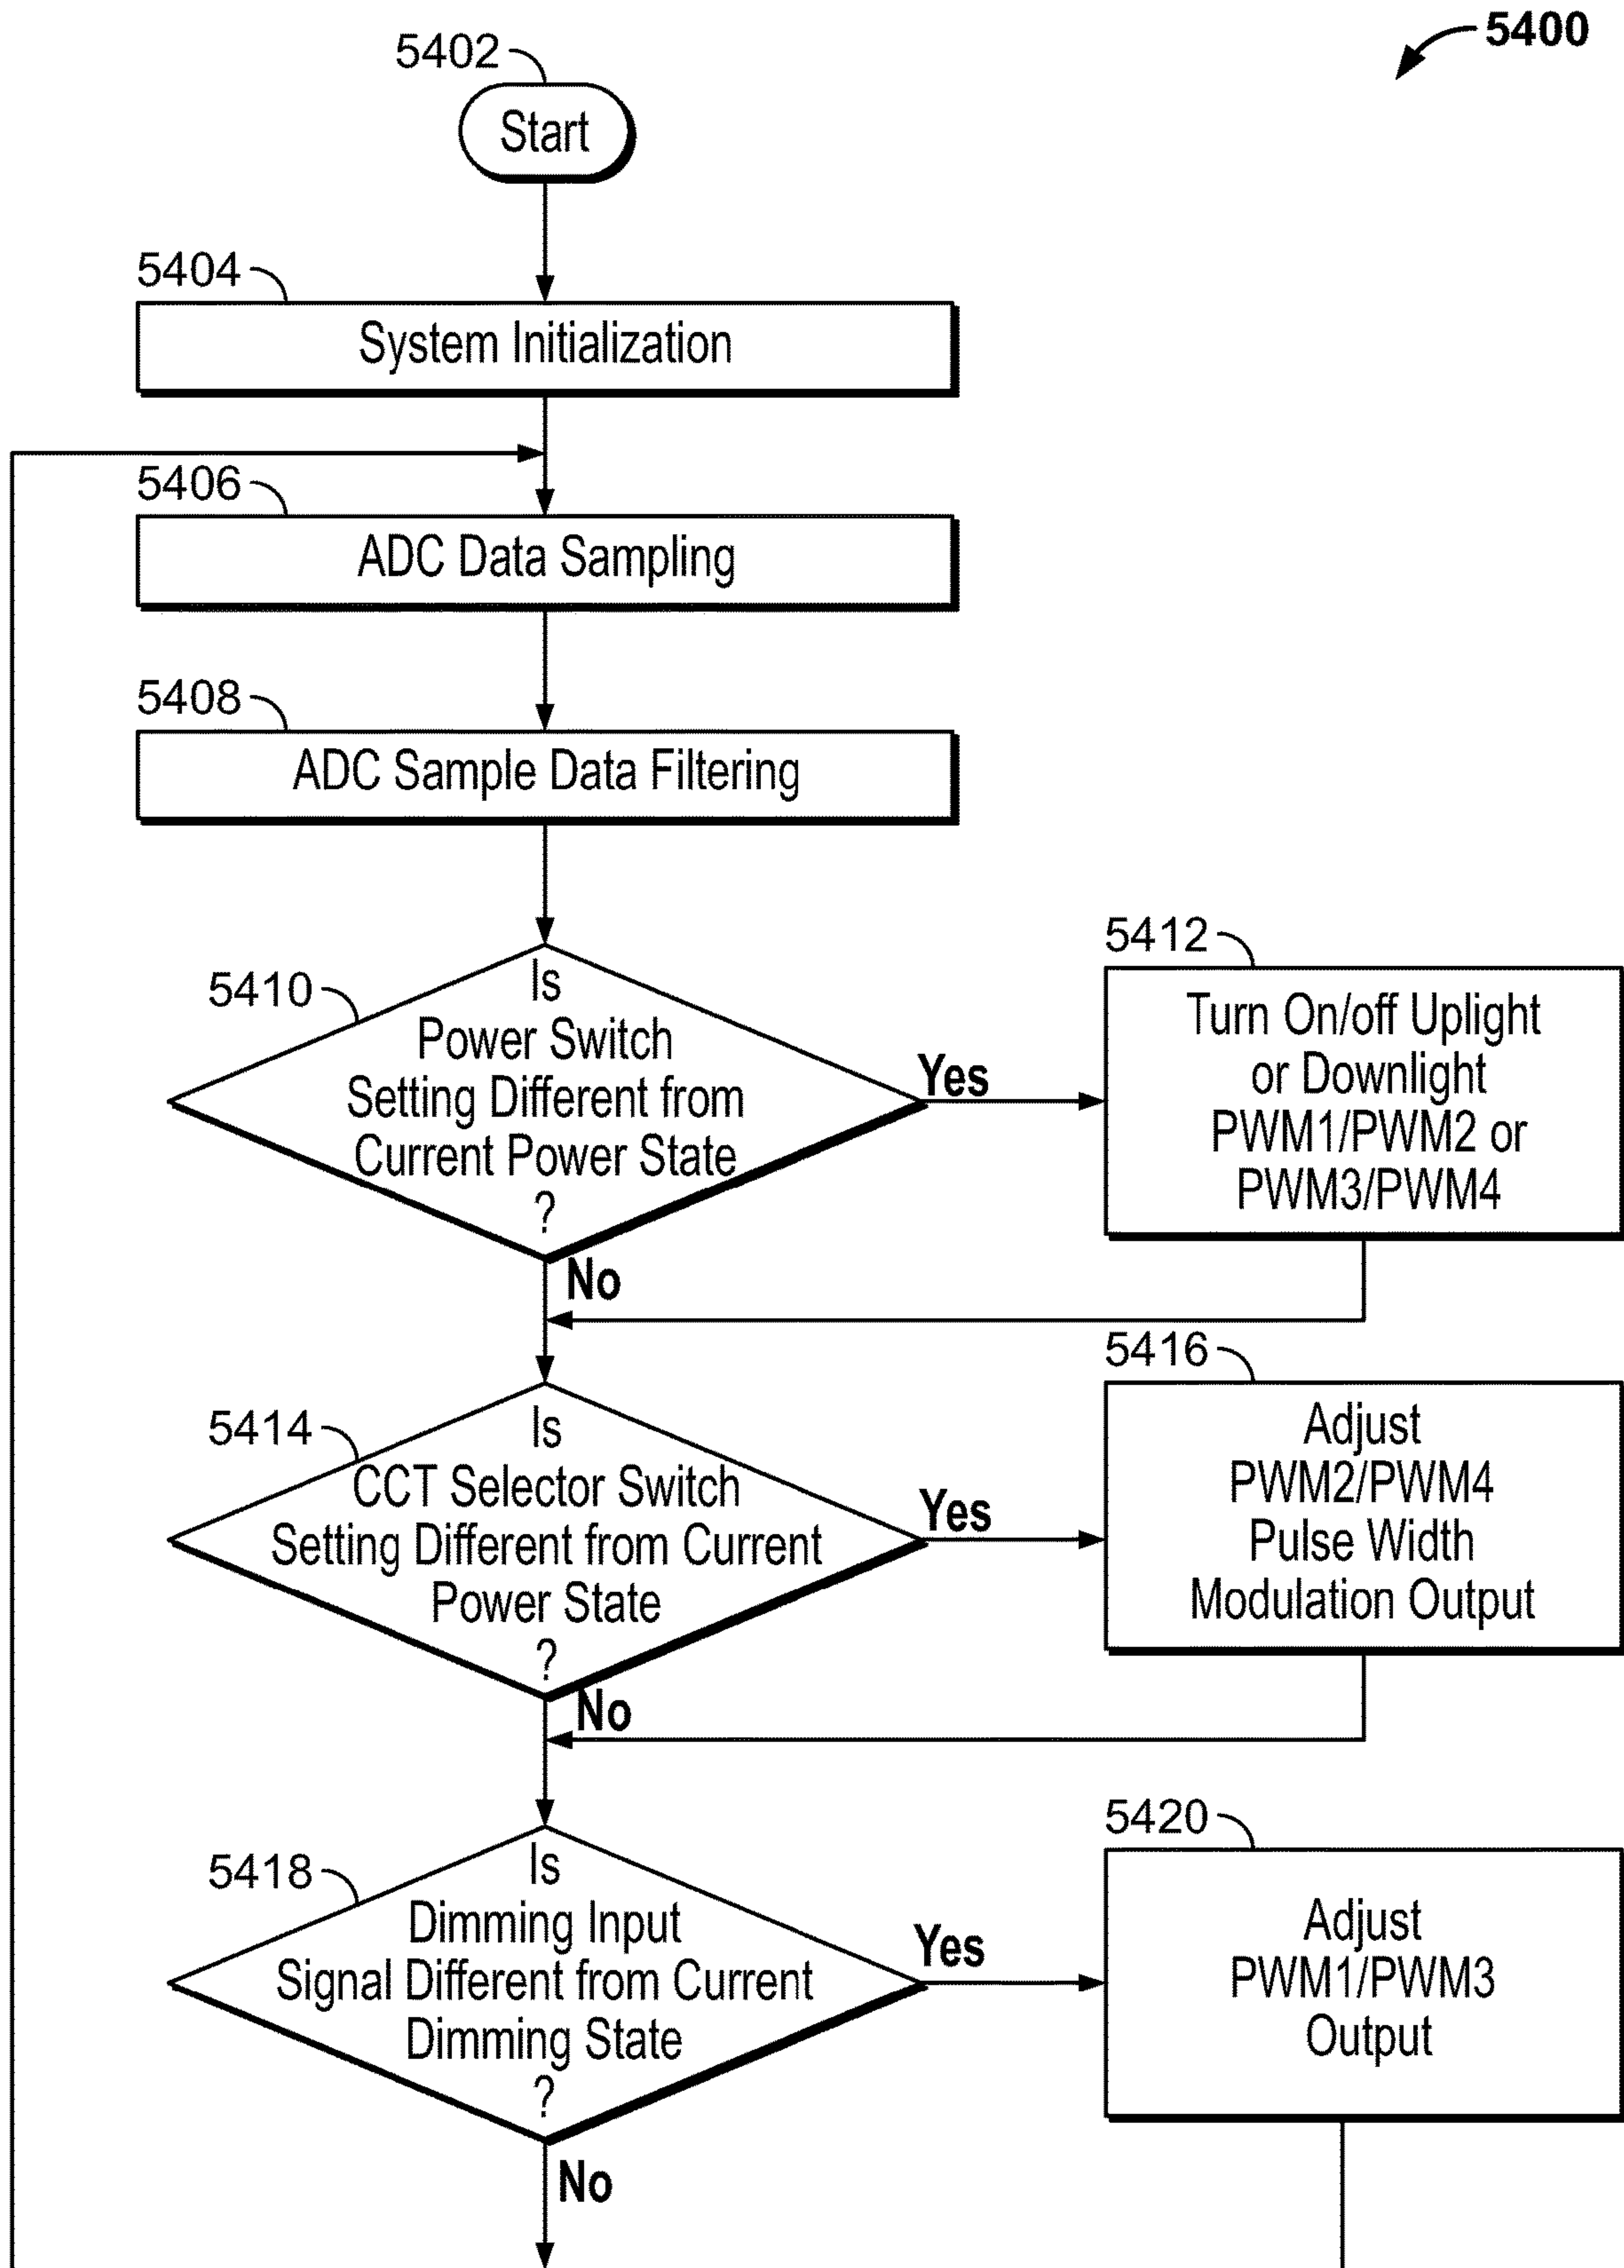 5400
5402
Start
5404
System Initialization
5406
ADC Data Sampling
5408
ADC Sample Data Filtering
5410
Is
Power Switch
Setting Different from
Current Power State
?
Yes
No
5412
Turn On/off Uplight
or Downlight
PWM1/PWM2 or
PWM3/PWM4
5414
Is
CCT Selector Switch
Setting Different from Current
Power State
?
Yes
No
5416
Adjust
PWM2/PWM4
Pulse Width
Modulation Output
5418
Is
Dimming Input
Signal Different from Current
Dimming State
?
Yes
No
5420
Adjust
PWM1/PWM3
Output